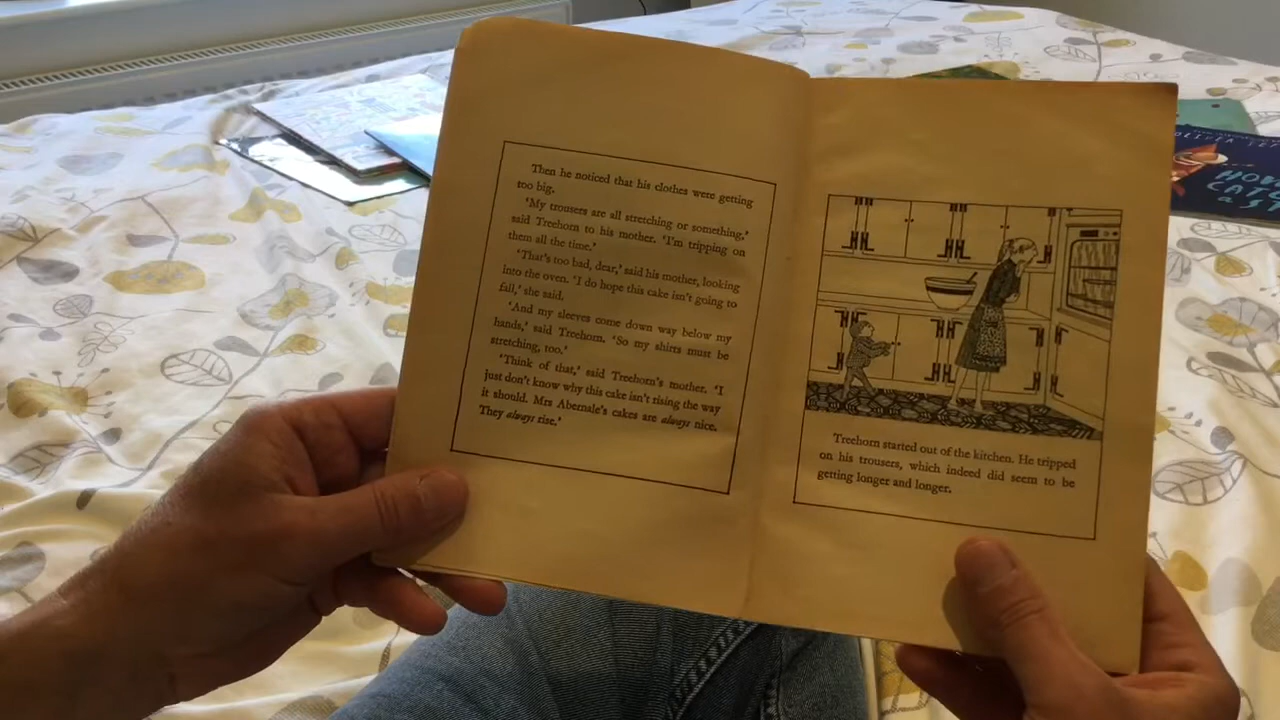 Then he noticed that his clothes were getting
too big.
‘My trousers are all stretching or something,’
said Treehorn to his mother. ‘I'm tripping on
them all the time.’
‘That's too bad, dear,’ said his mother, looking
into the oven. ‘I do hope this cake isn't going to
fall,’ she said.
‘And my sleeves come down way below my
hands,’ said Treehorn. ‘So my shirts must be
stretching, too.’
‘Think of that,’ said Treehorn's mother. ‘I
just don't know why this cake isn't rising the way
it should. Mrs Abernale's cakes are always nice.
They always rise.’
Treehorn started out of the kitchen. He tripped
on his trousers, which indeed did seem to be
getting longer and longer.